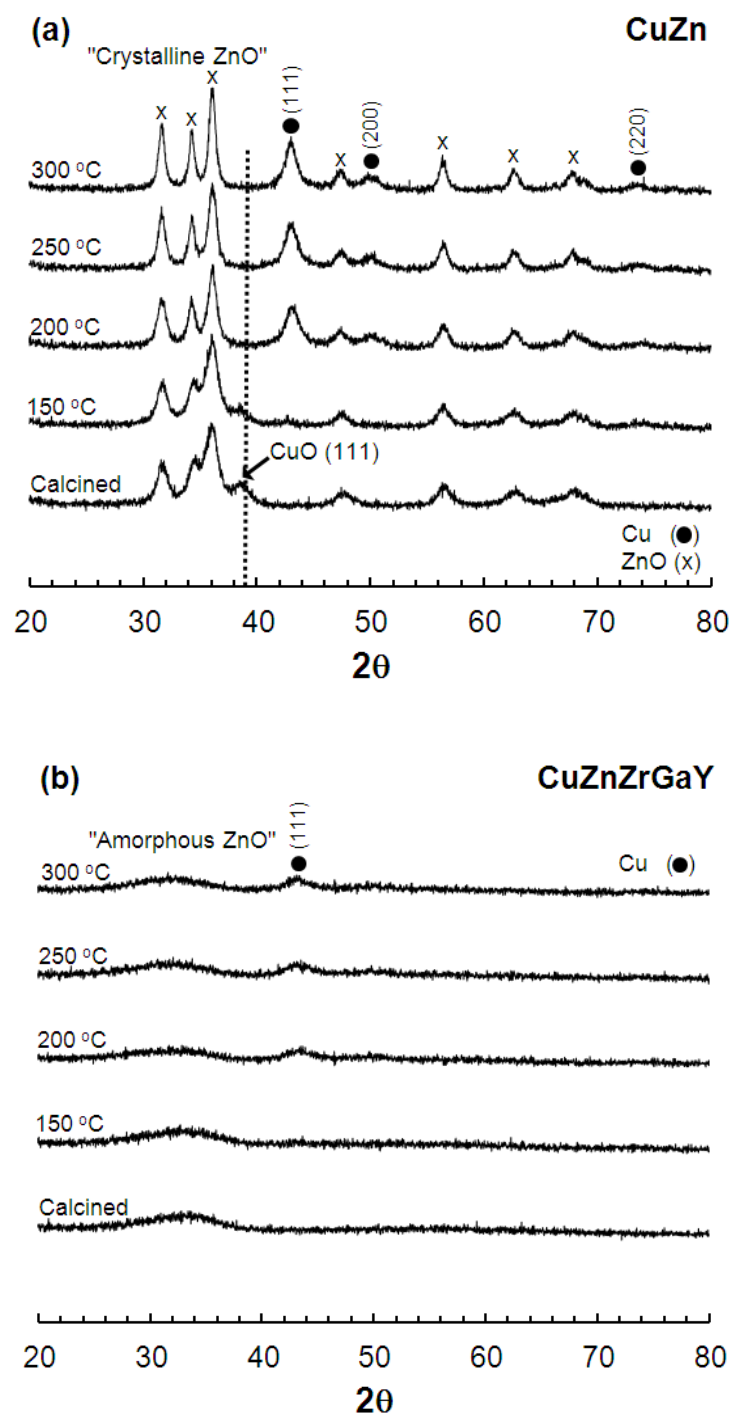 (a)
CuZn
"Crystalline ZnO"
x x x (111) x (200) x x x (220)
300 °C
250 °C
200 °C
150 °C
CuO (111)
Calcined
Cu (●)
ZnO (x)
20 30 40 50 60 70 80
2θ
(b)
CuZnZrGaY
"Amorphous ZnO"
(111)
Cu (●)
300 °C
250 °C
200 °C
150 °C
Calcined
20 30 40 50 60 70 80
2θ